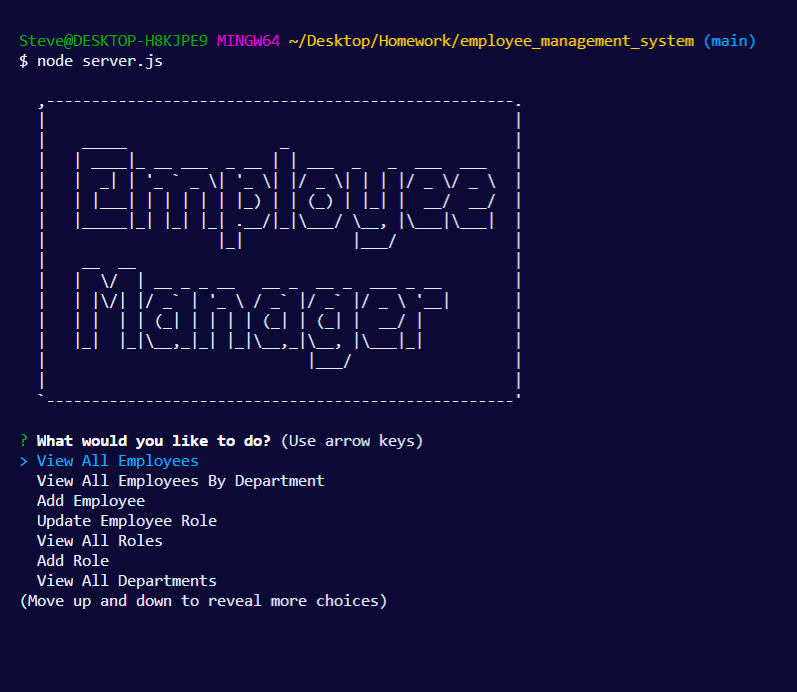 Steve@DESKTOP-H8KJPE9 MINGW64 ~/Desktop/Homework/employee_management_system (main)
$ node server.js
Employee
Manager
? What would you like to do? (Use arrow keys)
> View All Employees
View All Employees By Department
Add Employee
Update Employee Role
View All Roles
Add Role
View All Departments
(Move up and down to reveal more choices)